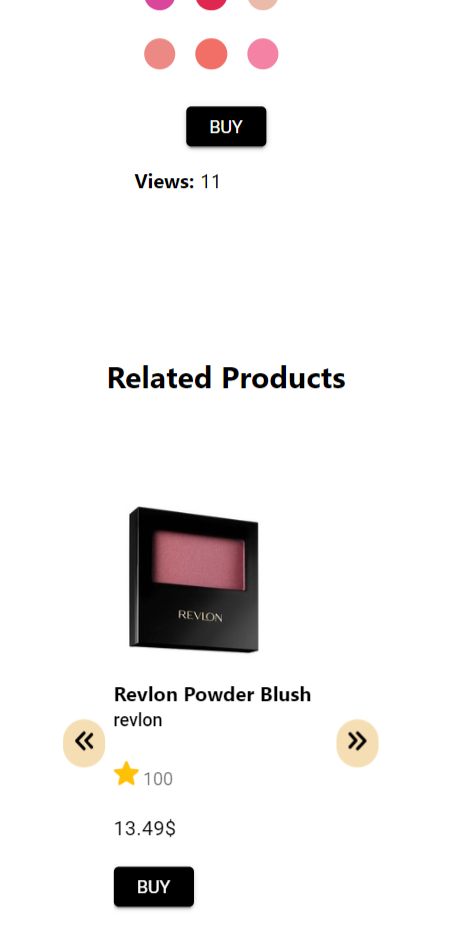 BUY
Views: 11
Related Products
REVLON
Revlon Powder Blush
revlon
100
13.49$
BUY